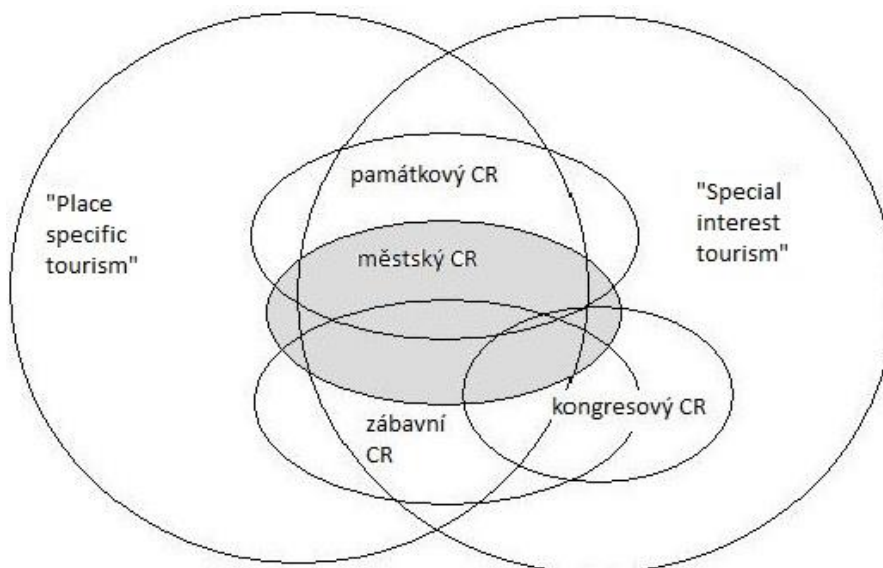 "Place
specific
tourism"
památkový CR
"Special
interest
tourism"
městský CR
zábavní
CR
kongresový CR